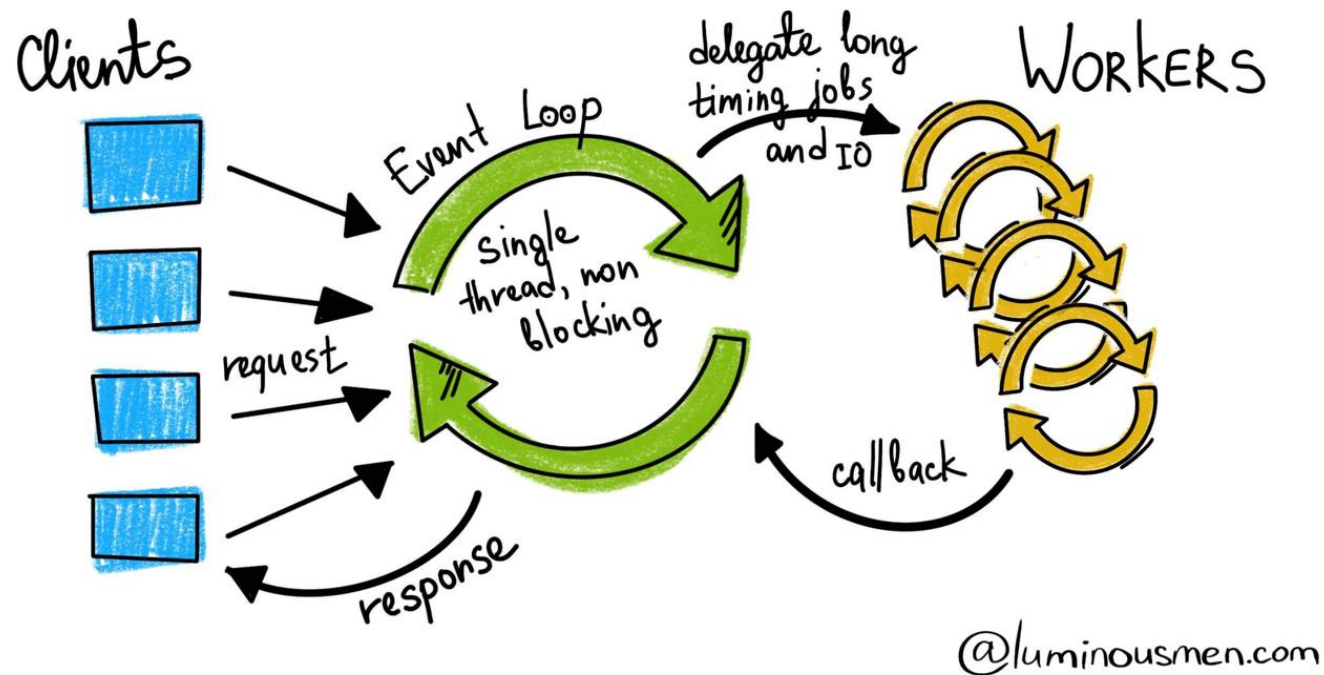 Clients
Event Loop
delegate long
timing jobs
and IO
WORKERS
single
thread, non
blocking
request
callback
response
@luminousmen.com